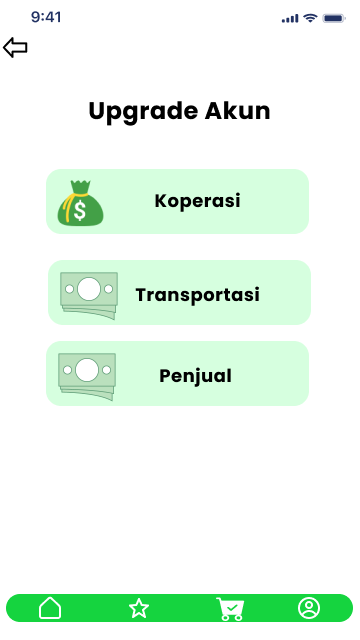 9:41
Upgrade Akun
$
Koperasi
Transportasi
Penjual